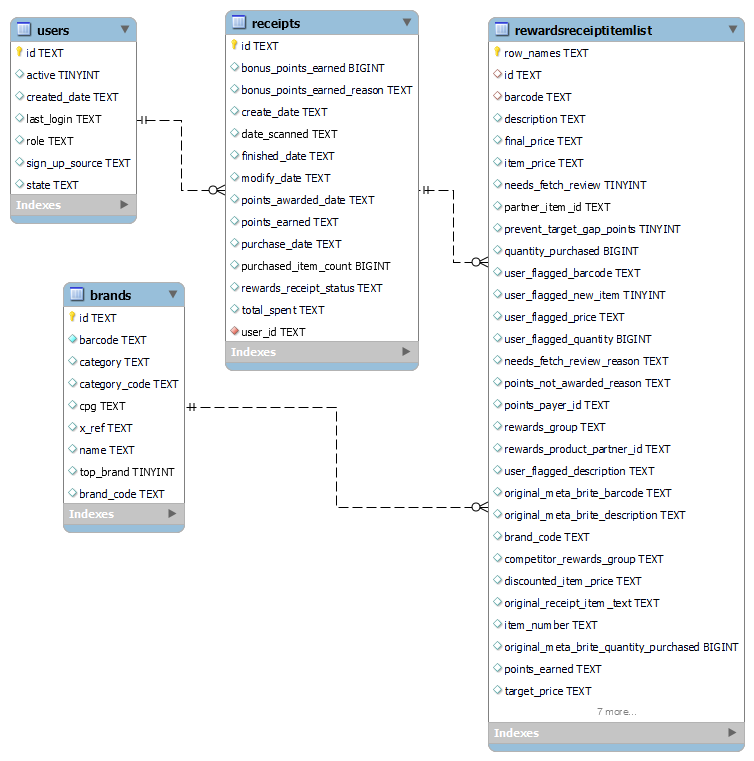 users
id TEXT
active TINYINT
created_date TEXT
last_login TEXT
role TEXT
sign_up_source TEXT
state TEXT
Indexes
receipts
id TEXT
bonus_points_earned BIGINT
bonus_points_earned_reason TEXT
create_date TEXT
date_scanned TEXT
finished_date TEXT
modify_date TEXT
points_awarded_date TEXT
points_earned TEXT
purchase_date TEXT
purchased_item_count BIGINT
rewards_receipt_status TEXT
total_spent TEXT
user_id TEXT
Indexes
brands
id TEXT
barcode TEXT
category TEXT
category_code TEXT
cpg TEXT
x_ref TEXT
name TEXT
top_brand TINYINT
brand_code TEXT
Indexes
rewardsreceiptitemlist
row_names TEXT
id TEXT
barcode TEXT
description TEXT
final_price TEXT
item_price TEXT
needs_fetch_review TINYINT
partner_item_id TEXT
prevent_target_gap_points TINYINT
quantity_purchased BIGINT
user_flagged_barcode TEXT
user_flagged_new_item TINYINT
user_flagged_price TEXT
user_flagged_quantity BIGINT
needs_fetch_review_reason TEXT
points_not_awarded_reason TEXT
points_payer_id TEXT
rewards_group TEXT
rewards_product_partner_id TEXT
user_flagged_description TEXT
original_meta_brite_barcode TEXT
original_meta_brite_description TEXT
brand_code TEXT
competitor_rewards_group TEXT
discounted_item_price TEXT
original_receipt_item_text TEXT
item_number TEXT
original_meta_brite_quantity_purchased BIGINT
points_earned TEXT
target_price TEXT
7 more...
Indexes